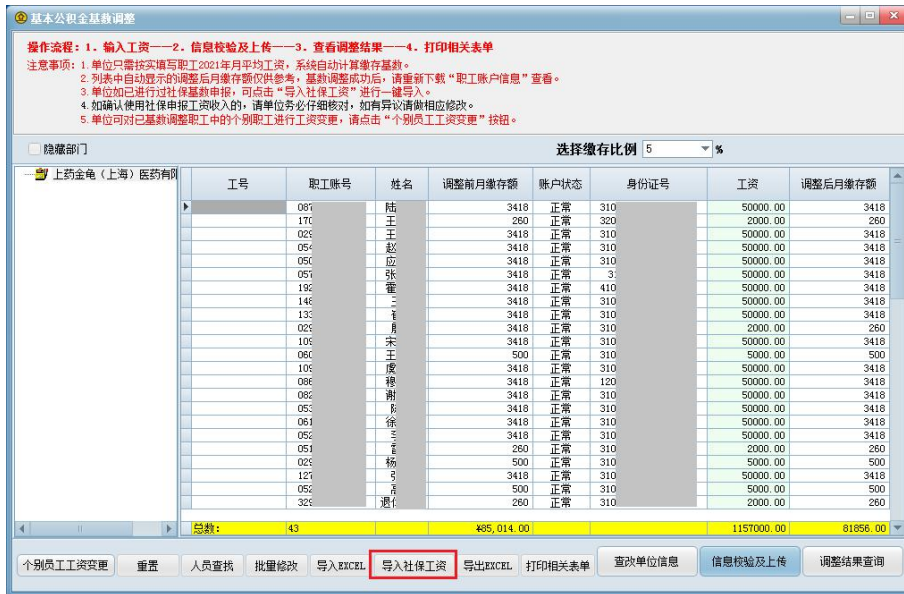 基本公积金基数调整
操作流程：1. 输入工资——2. 信息校验及上传——3. 查看调整结果——4. 打印相关表单
注意事项：1. 单位只需按实填写职工2021年月平均工资，系统自动计算缴存基数。
2. 列表中自动显示的调整后月缴存额仅供参考，基数调整成功后，请重新下载“职工账户信息”查看。
3. 单位如已进行过社保基数申报，可点击“导入社保工资”进行一键导入。
4. 如确认使用社保申报工资收入的，请单位务必仔细核对，如有异议请做相应修改。
5. 单位可对已基数调整职工中的个别职工进行工资变更，请点击“个别员工工资变更”按钮。
隐藏部门 选择缴存比例 5 %
上药金龟（上海）医药有限
工号 职工账号 姓名 调整前月缴存额 账户状态 身份证号 工资 调整后月缴存额
087 陆 3418 正常 310 50000.00 3418
170 王 260 正常 320 2000.00 260
029 王 3418 正常 310 50000.00 3418
054 赵 3418 正常 310 50000.00 3418
050 应 3418 正常 310 50000.00 3418
057 张 3418 正常 3 50000.00 3418
192 霍 3418 正常 410 50000.00 3418
148 3418 正常 310 50000.00 3418
133 3418 正常 310 50000.00 3418
029 3418 正常 310 2000.00 260
109 宋 3418 正常 310 50000.00 3418
060 王 500 正常 310 5000.00 500
109 虞 3418 正常 310 50000.00 3418
086 穆 3418 正常 120 50000.00 3418
082 谢 3418 正常 310 50000.00 3418
053 3418 正常 310 50000.00 3418
061 徐 3418 正常 310 50000.00 3418
052 3418 正常 310 50000.00 3418
051 260 正常 310 2000.00 260
029 杨 500 正常 310 5000.00 500
127 3418 正常 310 50000.00 3418
052 500 正常 310 5000.00 500
329 退 260 正常 310 2000.00 260
总数： 43 ¥85,014.00 1157000.00 81856.00
个别员工工资变更 重置 人员查找 批量修改 导入EXCEL 导入社保工资 导出EXCEL 打印相关表单 查改单位信息 信息校验及上传 调整结果查询